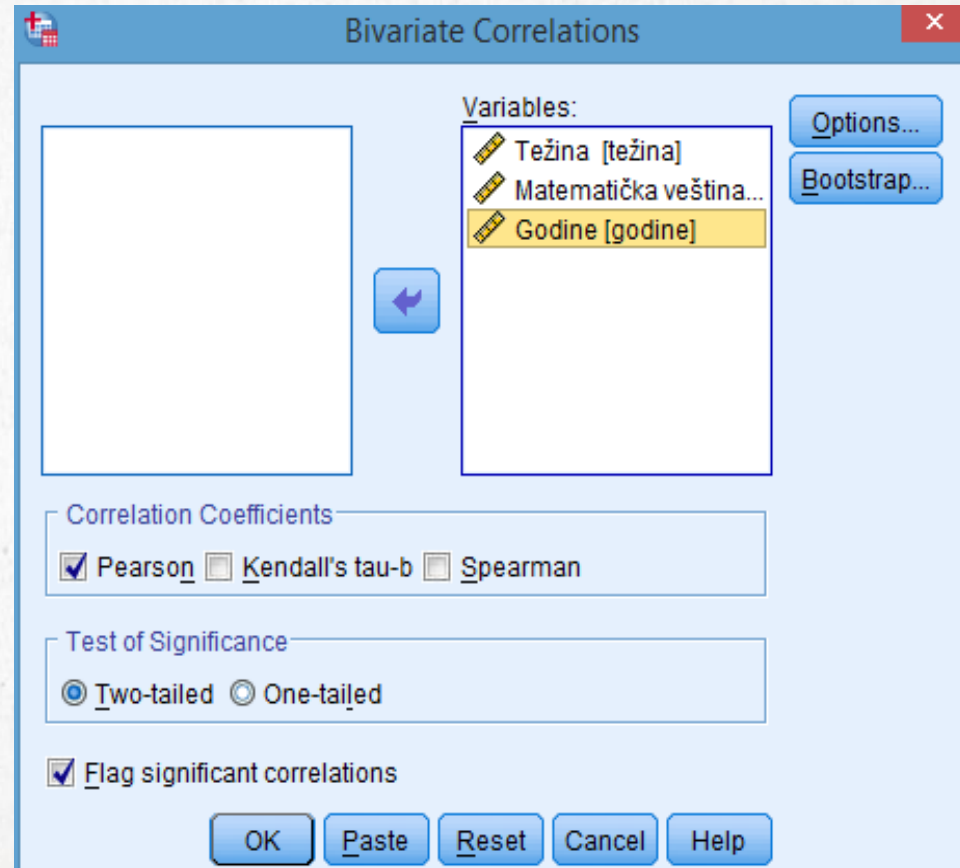 Bivariate Correlations
Variables:
Težina [težina]
Matematička veština...
Godine [godine]
Options...
Bootstrap...
Correlation Coefficients
Pearson Kendall's tau-b Spearman
Test of Significance
Two-tailed One-tailed
Flag significant correlations
OK Paste Reset Cancel Help